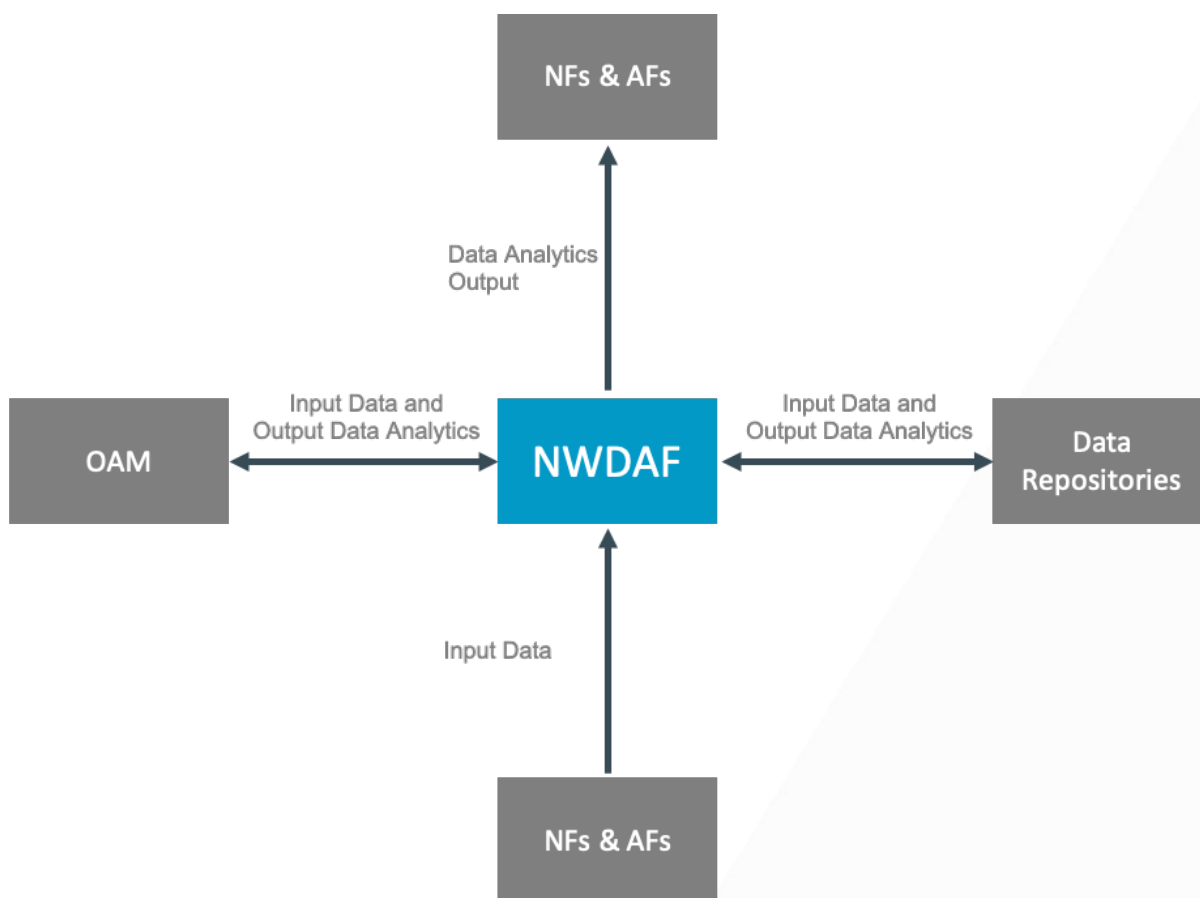 NFs & AFs
Data Analytics
Output
OAM
Input Data and
Output Data Analytics
NWDAF
Input Data and
Output Data Analytics
Data
Repositories
Input Data
NFs & AFs